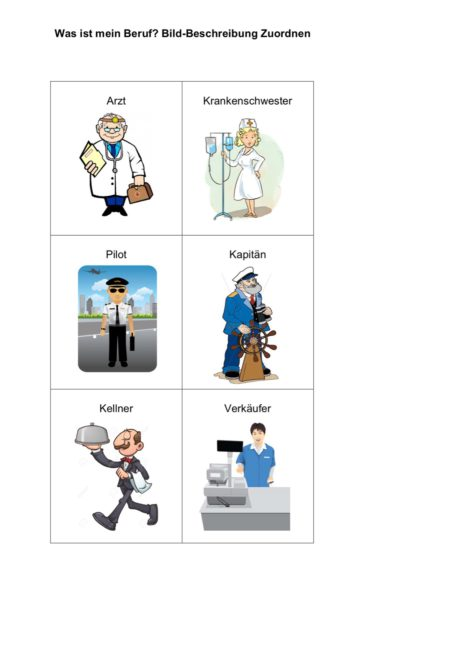 Was ist mein Beruf? Bild-Beschreibung Zuordnen
Arzt
Krankenschwester
Pilot
Kapitän
Kellner
Verkäufer